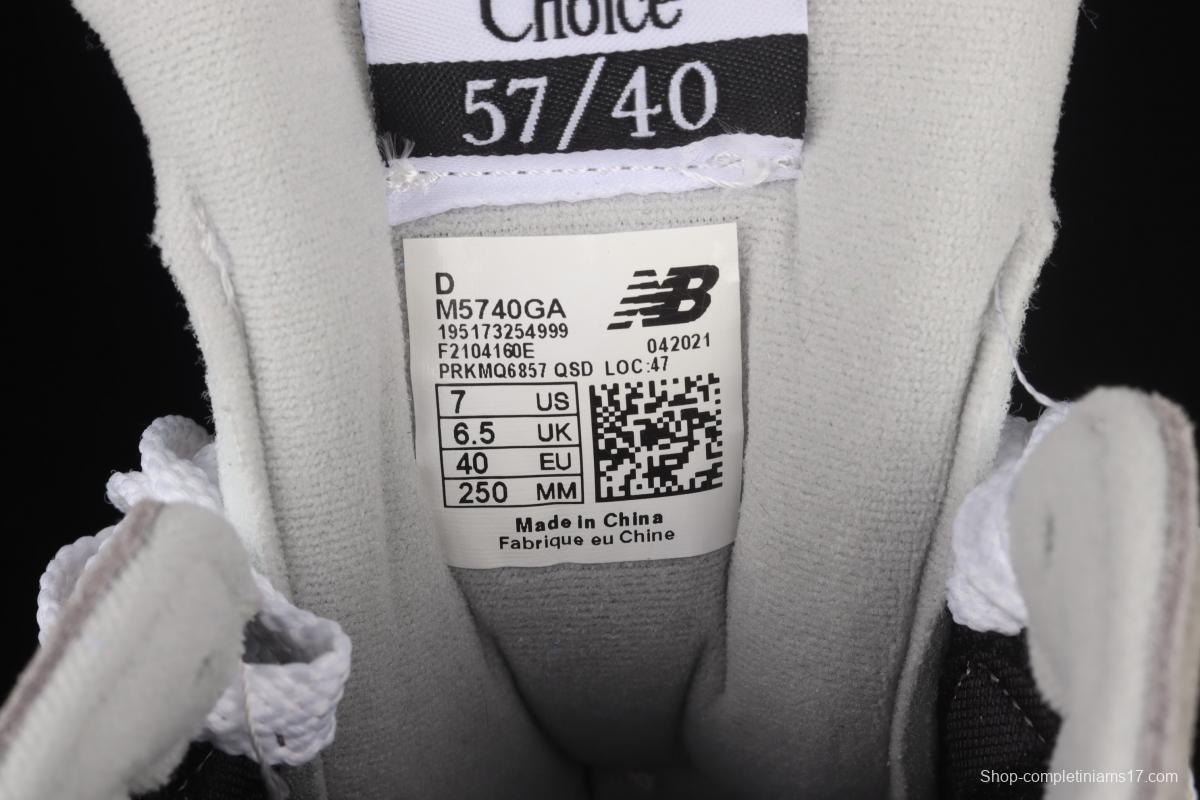 Choice
57/40
D
M5740GA
NB
195173254999
F2104160E
042021
PRKMQ6857 QSD LOC:47
7 US
6.5 UK
40 EU
250 MM
Made in China
Fabrique eu Chine
Shop-completiniams17.com